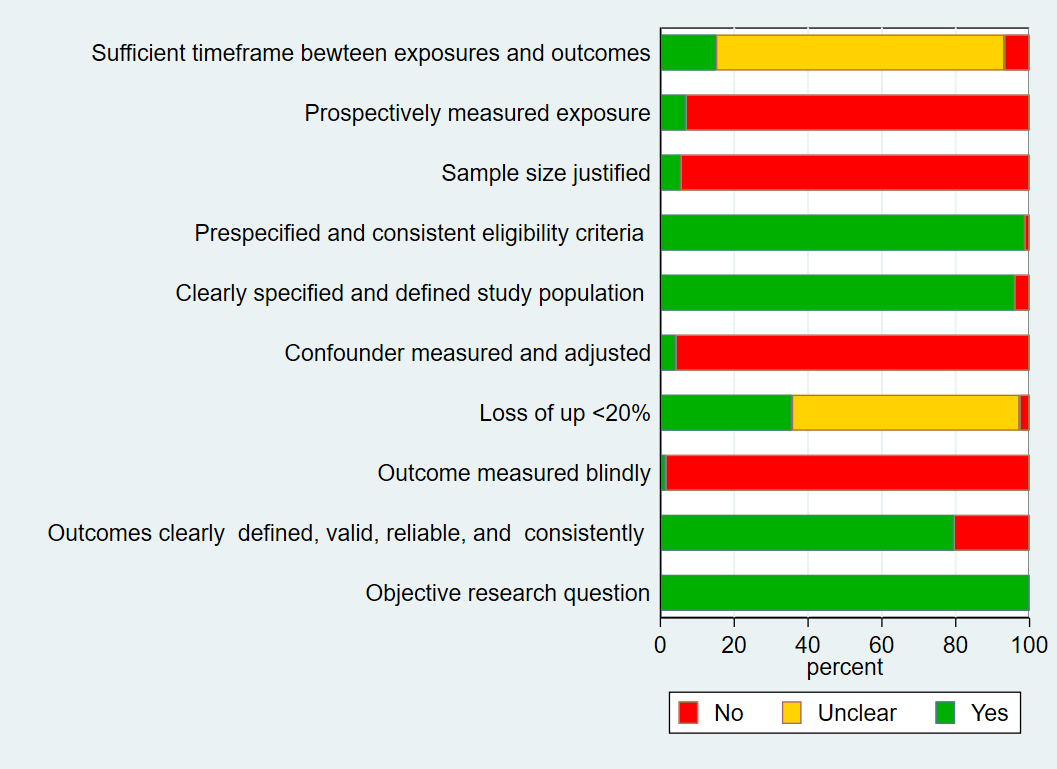 Sufficient timeframe bewteen exposures and outcomes
Prospectively measured exposure
Sample size justified
Prespecified and consistent eligibility criteria
Clearly specified and defined study population
Confounder measured and adjusted
Loss of up <20%
Outcome measured blindly
Outcomes clearly  defined, valid, reliable, and  consistently
Objective research question
0 20 40 60 80 100
percent
No Unclear Yes